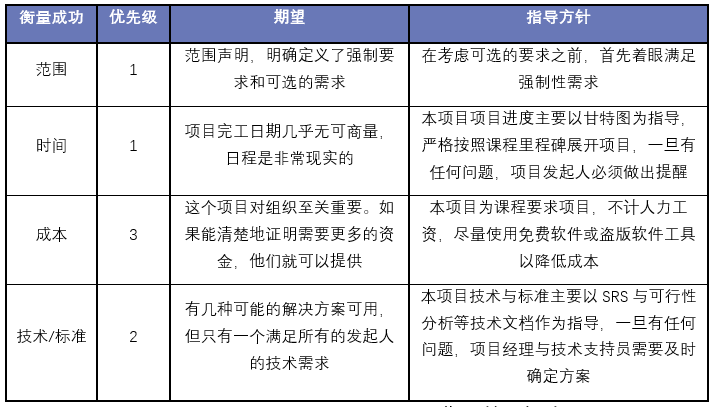 衡量成功 优先级 期望 指导方针
范围 1 范围声明，明确定义了强制要
求和可选的需求
在考虑可选的要求之前，首先着眼满足
强制性需求
时间 1 项目完工日期几乎无可商量，
日程是非常现实的
本项目项目进度主要以甘特图为指导，
严格按照课程里程碑展开项目，一旦有
任何问题，项目发起人必须做出提醒
成本 3 这个项目对组织至关重要。如
果能清楚地证明需要更多的资
金，他们就可以提供
本项目为课程要求项目，不计人力工
资，尽量使用免费软件或盗版软件工具
以降低成本
技术/标准 2 有几种可能的解决方案可用，
但只有一个满足所有的发起人
的技术需求
本项目技术与标准主要以 SRS 与可行性
分析等技术文档作为指导，一旦有任何
问题，项目经理与技术支持员需要及时
确定方案